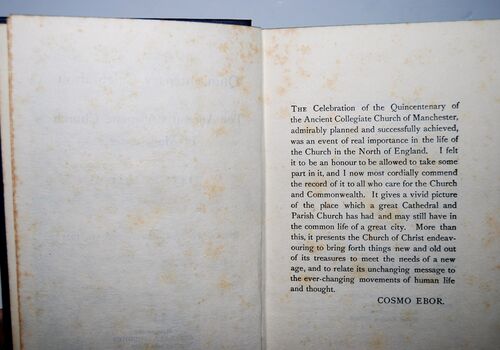 THE Celebration of the Quincentenary of
the Ancient Collegiate Church of Manchester,
admirably planned and successfully achieved,
was an event of real importance in the life of
the Church in the North of England. I felt
it to be an honour to be allowed to take some
part in it, and I now most cordially commend
the record of it to all who care for the Church
and Commonwealth. It gives a vivid picture
of the place which a great Cathedral and
Parish Church has had and may still have in
the common life of a great city. More than
this, it presents the Church of Christ endeav-
ouring to bring forth things new and old out
of its treasures to meet the needs of a new
age, and to relate its unchanging message to
the ever-changing movements of human life
and thought.
COSMO EBOR.